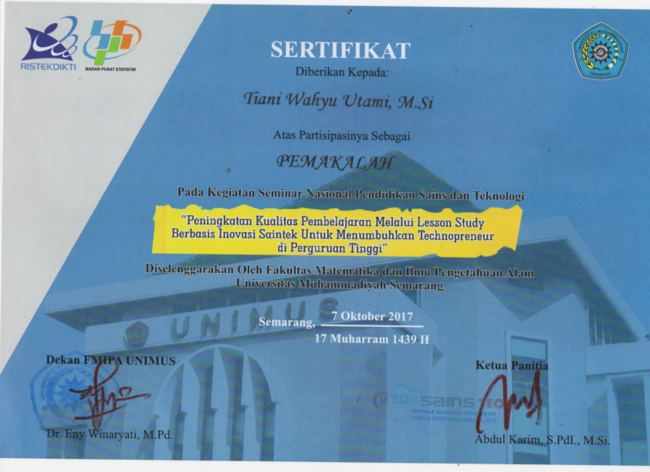 RISTEKDIKTI
BADAN PUSAT STATISTIK
SERTIFIKAT
Diberikan Kepada:
Tiani Wahyu Utami, M.Si
Atas Partisipasinya Sebagai
PEMAKALAH
Pada Kegiatan Seminar Nasional Pendidikan Sains dan Teknologi
"Peningkatan Kualitas Pembelajaran Melalui Lesson Study
Berbasis Inovasi Saintek Untuk Menumbuhkan Technopreneur
di Perguruan Tinggi"
Diselenggarakan Oleh Fakultas Matematika dan Ilmu Pengetahuan Alam
Universitas Muhammadiyah Semarang
UNIMUS
Semarang, 7 Oktober 2017
17 Muharram 1439 H
Dekan FMIPA UNIMUS
Ketua Panitia
EDUsains
Dr. Eny Winaryati, M.Pd.
Abdul Karim, S.PdI., M.Si.